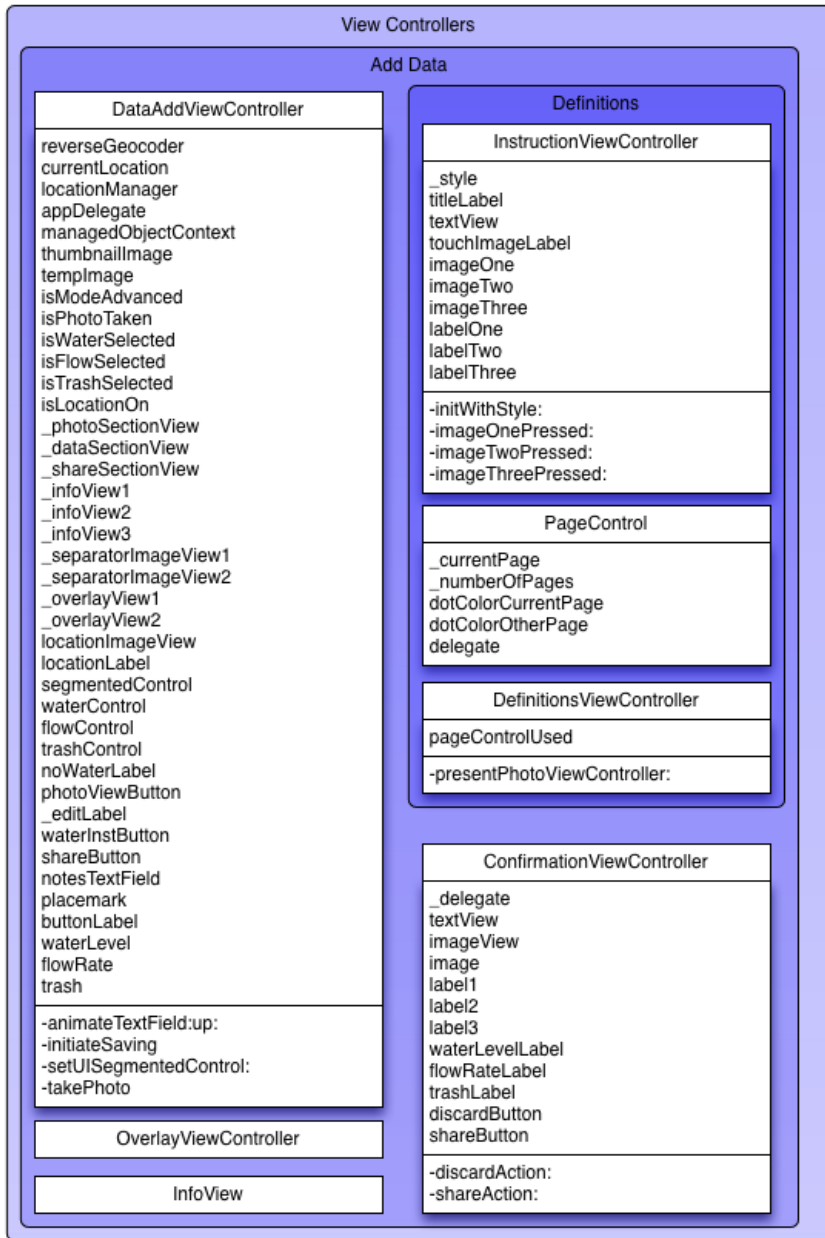 View Controllers
Add Data
DataAddViewController
reverseGeocoder
currentLocation
locationManager
appDelegate
managedObjectContext
thumbnailImage
tempImage
isModeAdvanced
isPhotoTaken
isWaterSelected
isFlowSelected
isTrashSelected
isLocationOn
_photoSectionView
_dataSectionView
_shareSectionView
_infoView1
_infoView2
_infoView3
_separatorImageView1
_separatorImageView2
_overlayView1
_overlayView2
locationImageView
locationLabel
segmentedControl
waterControl
flowControl
trashControl
noWaterLabel
photoViewButton
_editLabel
waterInstButton
shareButton
notesTextField
placemark
buttonLabel
waterLevel
flowRate
trash
-animateTextField:up:
-initiateSaving
-setUISegmentedControl:
-takePhoto
OverlayViewController
InfoView
Definitions
InstructionViewController
_style
titleLabel
textView
touchImageLabel
imageOne
imageTwo
imageThree
labelOne
labelTwo
labelThree
-initWithStyle:
-imageOnePressed:
-imageTwoPressed:
-imageThreePressed:
PageControl
_currentPage
_numberOfPages
dotColorCurrentPage
dotColorOtherPage
delegate
DefinitionsViewController
pageControlUsed
-presentPhotoViewController:
ConfirmationViewController
_delegate
textView
imageView
image
label1
label2
label3
waterLevelLabel
flowRateLabel
trashLabel
discardButton
shareButton
-discardAction:
-shareAction: